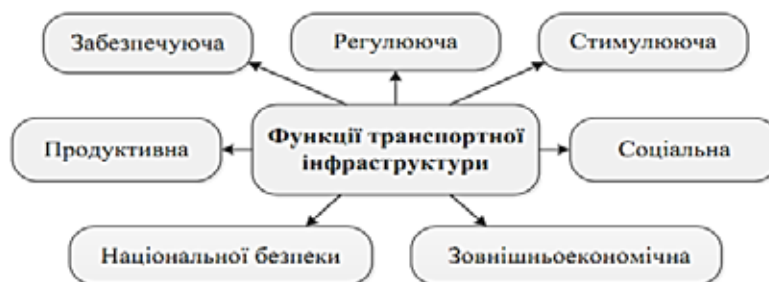 Забезпечуюча
Регулююча
Стимулююча
Продуктивна
Функції транспортної
інфраструктури
Соціальна
Національної безпеки
Зовнішньоекономічна